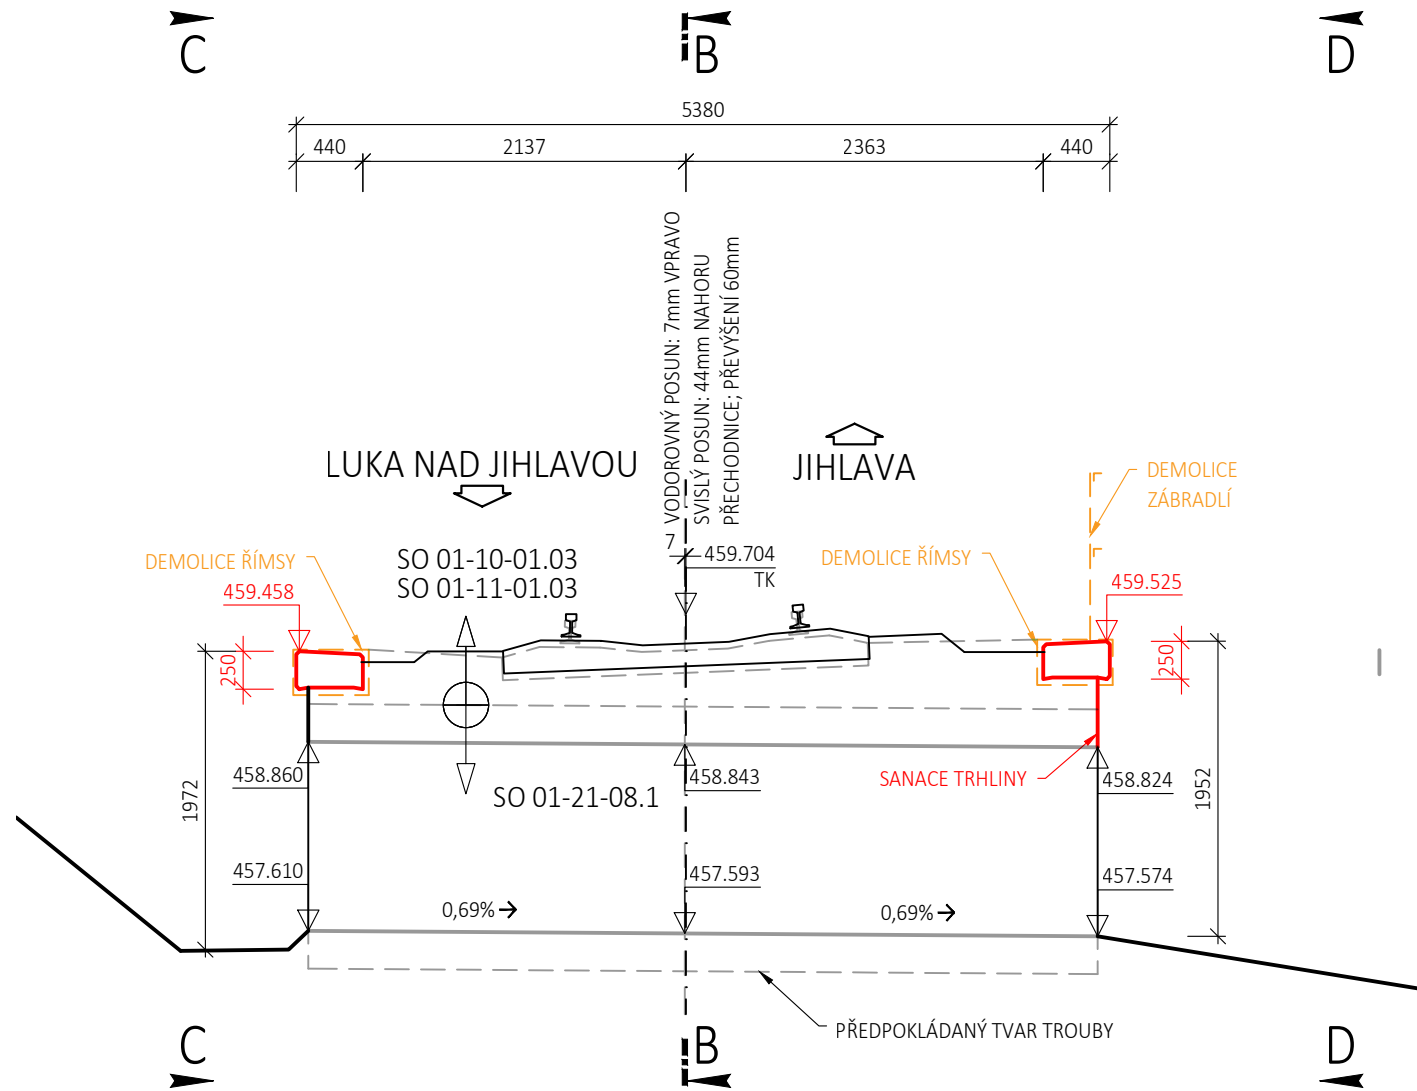 C
B
D
5380
440
2137
2363
440
VODOROVNÝ POSUN: 7mm VPRAVO
SVISLÝ POSUN: 44mm NAHORU
PŘECHODNICE; PŘEVÝŠENÍ 60mm
LUKA NAD JIHLAVOU
JIHLAVA
DEMOLICE
ZÁBRADLÍ
DEMOLICE ŘÍMSY
SO 01-10-01.03
SO 01-11-01.03
7
459.704
TK
DEMOLICE ŘÍMSY
459.458
459.525
250
250
1972
458.860
458.843
SANACE TRHLINY
458.824
1952
SO 01-21-08.1
457.610
457.593
457.574
0,69%
0,69%
PŘEDPOKLÁDANÝ TVAR TROUBY
C
B
D